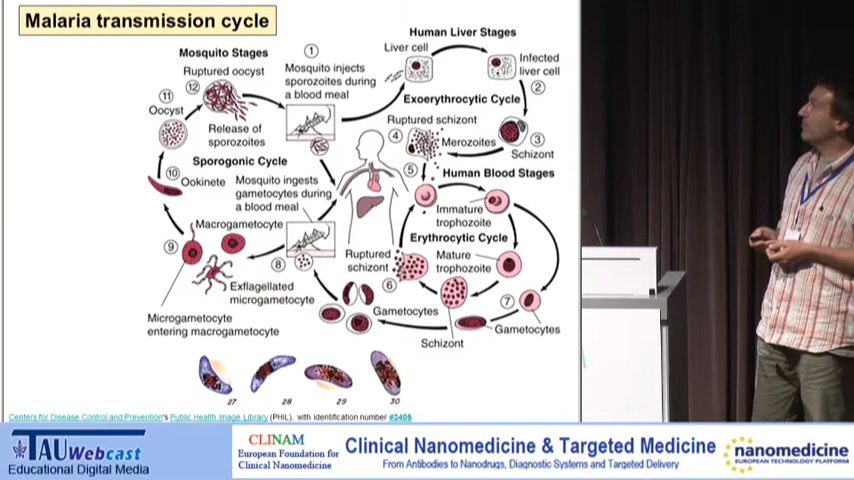 Malaria transmission cycle
Human Liver Stages
Liver cell
Infected
liver cell
2
Mosquito Stages
1
Ruptured oocyst
12
11
Oocyst
Mosquito injects
sporozoites during
a blood meal
Exoerythrocytic Cycle
Ruptured schizont
4
Merozoites
3
Schizont
Release of
sporozoites
Sporogonic Cycle
5
Human Blood Stages
10
Ookinete
Mosquito ingests
gametocytes during
a blood meal
Immature
trophozoite
Macrogametocyte
Erythrocytic Cycle
9
8
Ruptured
schizont
Mature
trophozoite
6
Exflagellated
microgametocyte
7
Gametocytes
Gametocytes
Microgametocyte
entering macrogametocyte
Schizont
27 28 29 30
Centers for Disease Control and Prevention's Public Health Image Library (PHIL), with identification number #3405
TAU Webcast
Educational Digital Media
CLINAM
European Foundation for
Clinical Nanomedicine
Clinical Nanomedicine & Targeted Medicine
From Antibodies to Nanodrugs, Diagnostic Systems and Targeted Delivery
nanomedicine
EUROPEAN TECHNOLOGY PLATFORM